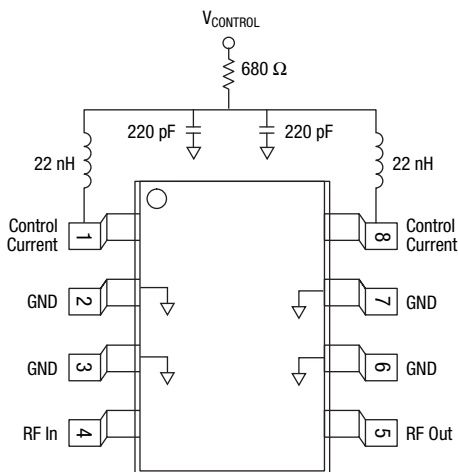 VCONTROL
680 Ω
220 pF
220 pF
22 nH
22 nH
Control
Current
1
8
Control
Current
GND
2
7
GND
GND
3
6
GND
RF In
4
5
RF Out